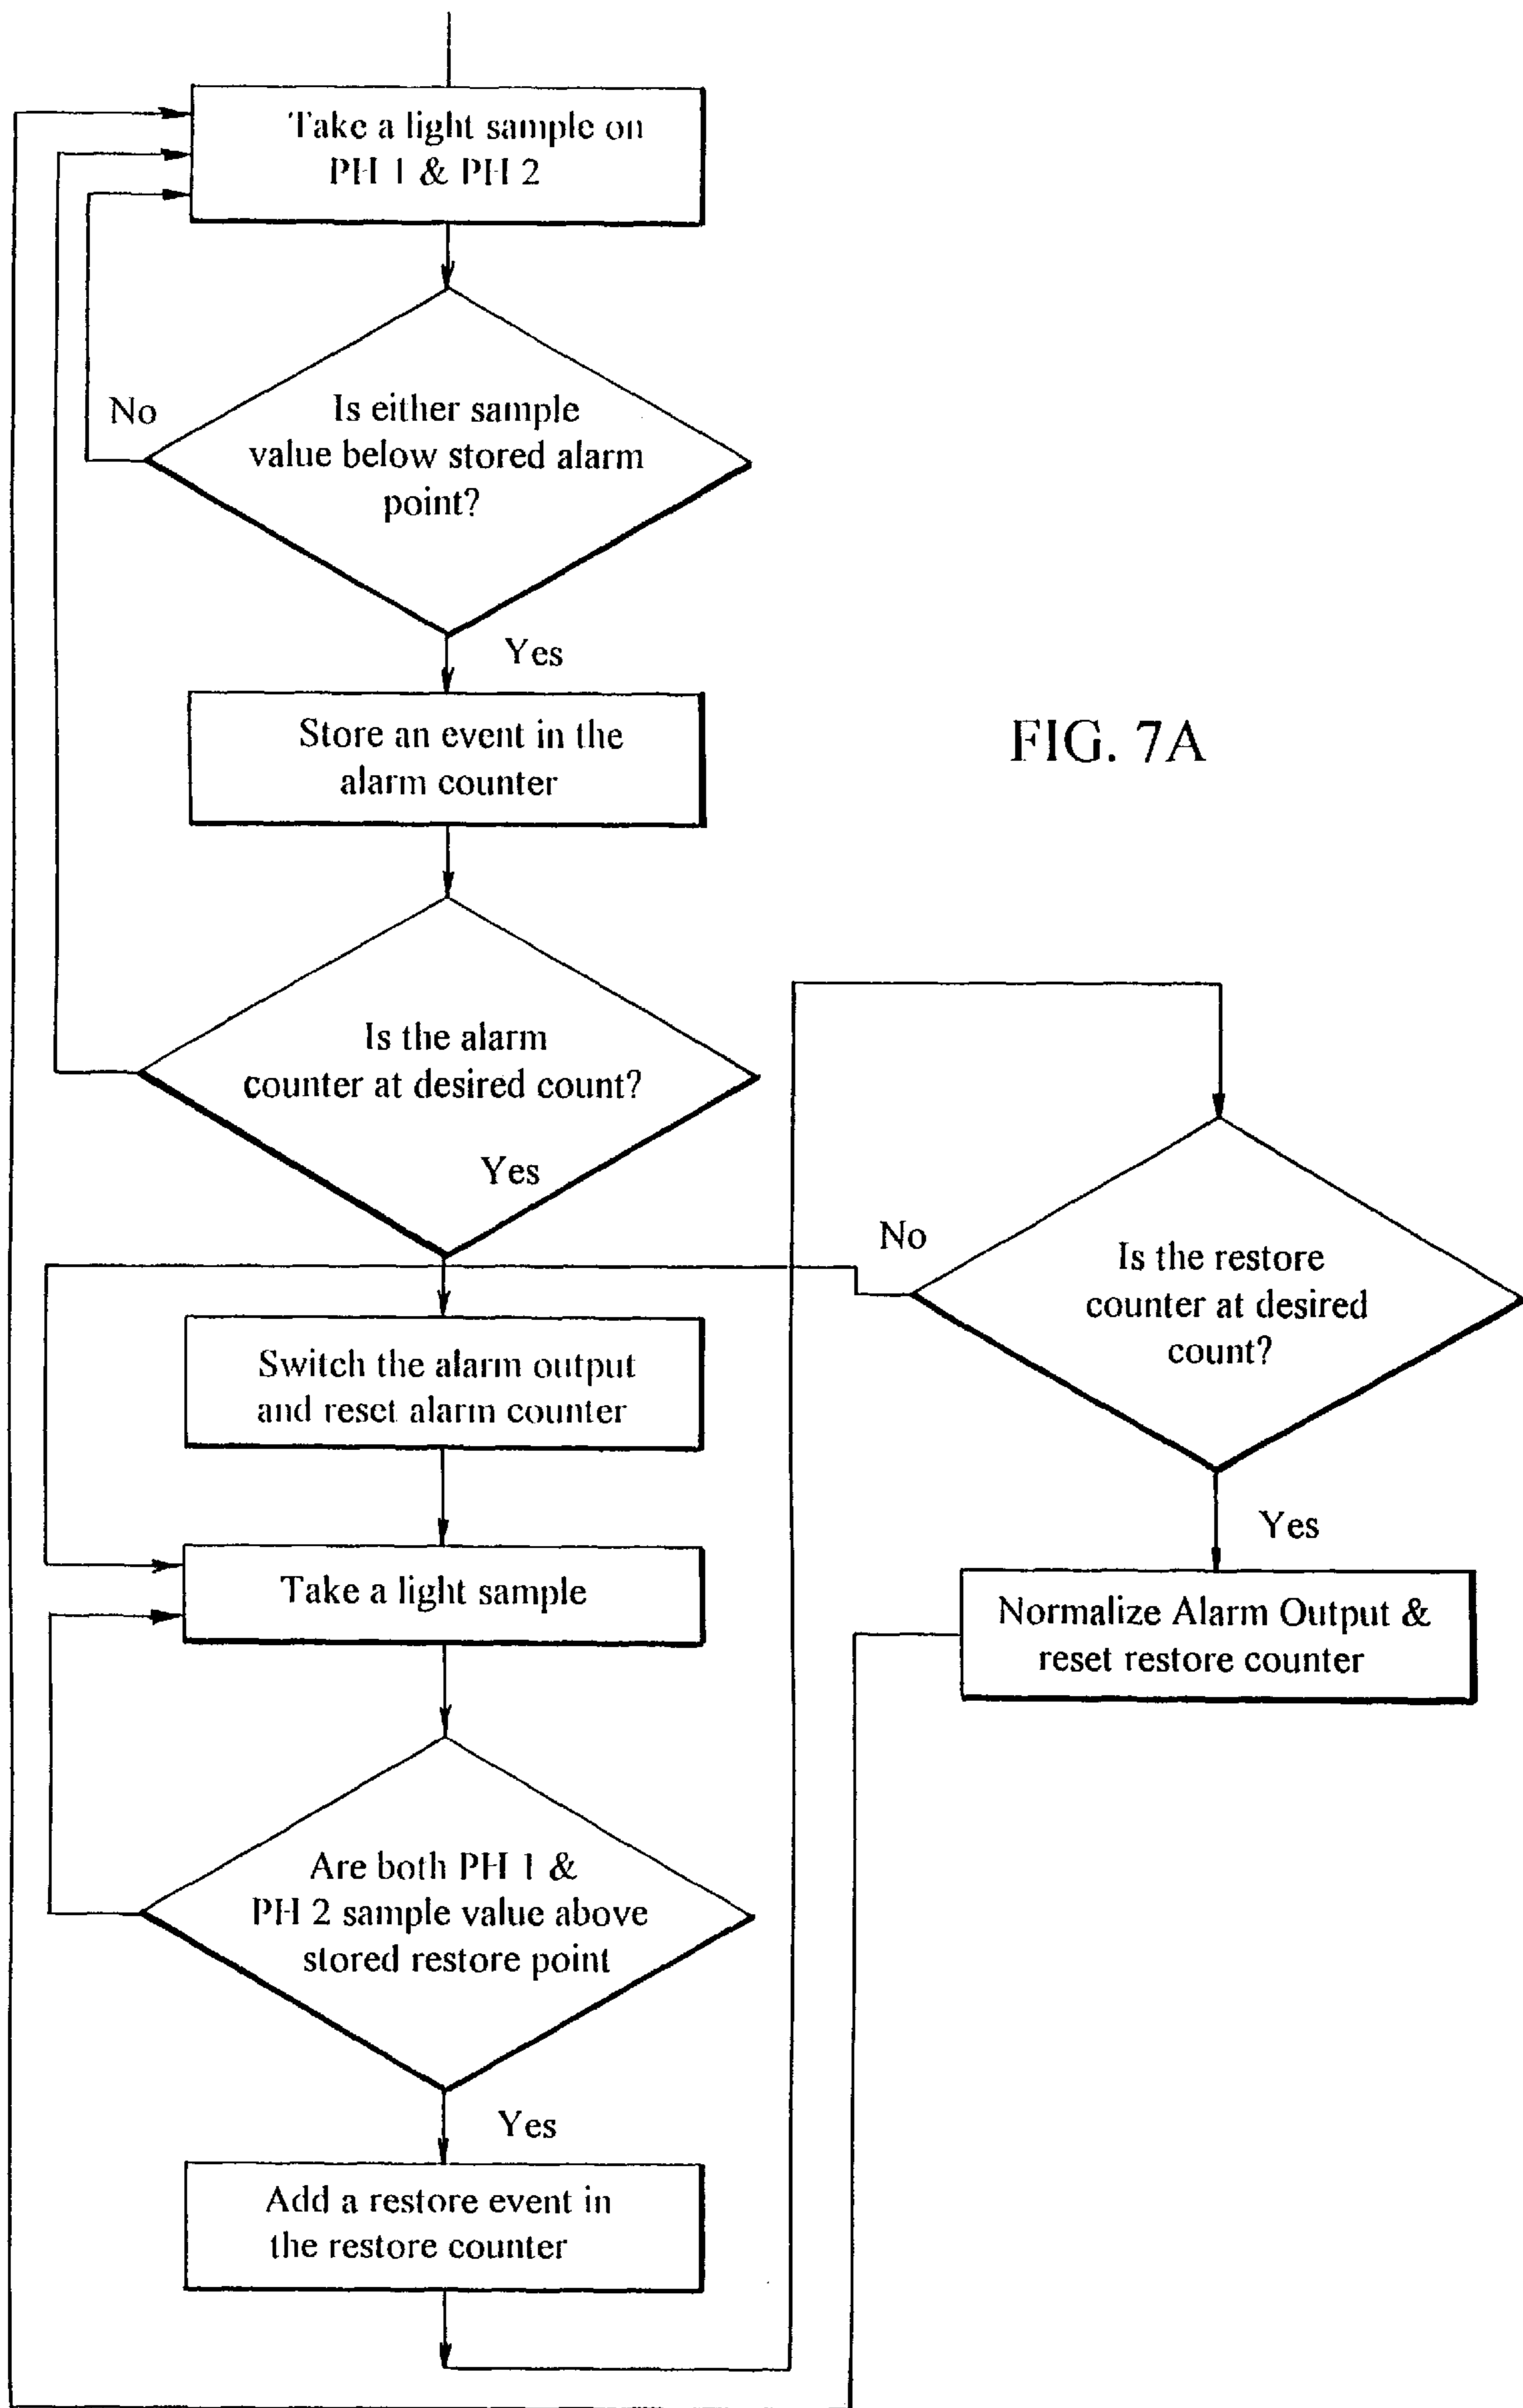 Take a light sample on
PH 1 & PH 2
No
Is either sample
value below stored alarm
point?
Yes
Store an event in the
alarm counter
FIG. 7A
Is the alarm
counter at desired count?
Yes
No
Is the restore
counter at desired
count?
Switch the alarm output
and reset alarm counter
Yes
Take a light sample
Normalize Alarm Output &
reset restore counter
Are both PH 1 &
PH 2 sample value above
stored restore point
Yes
Add a restore event in
the restore counter